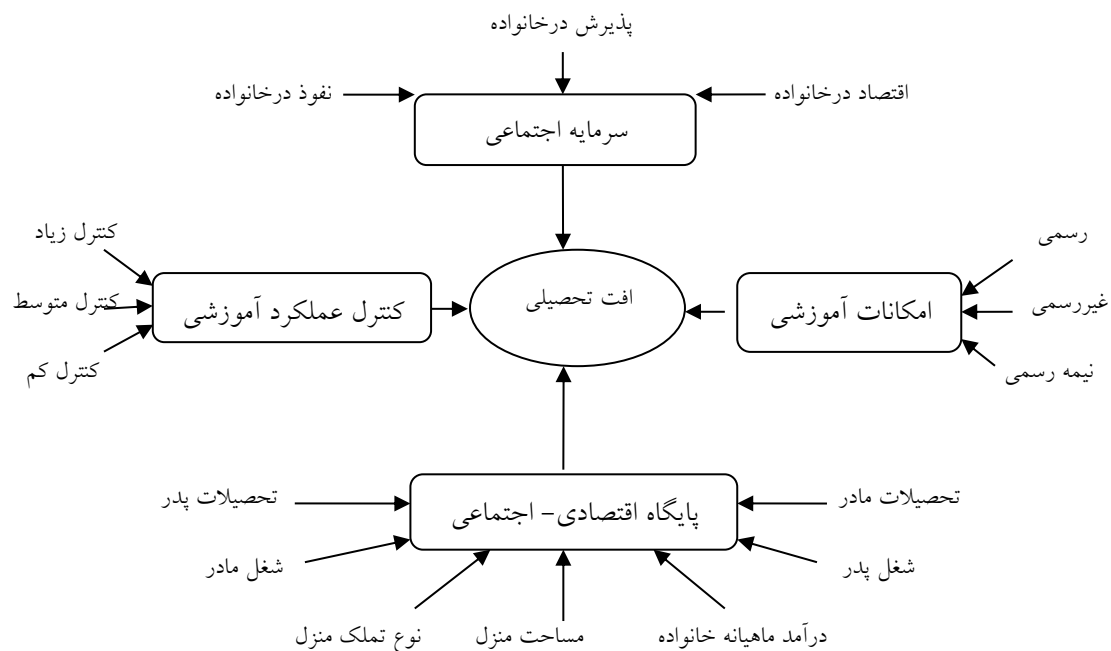 پذیرش درخانواده
اقتصاد درخانواده
نفوذ درخانواده
سرمایه اجتماعی
رسمی
کنترل زیاد
امکانات آموزشی
افت تحصیلی
کنترل عملکرد آموزشی
غیررسمی
کنترل متوسط
نیمه رسمی
کنترل کم
تحصیلات مادر
پایگاه اقتصادی- اجتماعی
تحصیلات پدر
شغل پدر
شغل مادر
درآمد ماهیانه خانواده
مساحت منزل
نوع تملک منزل